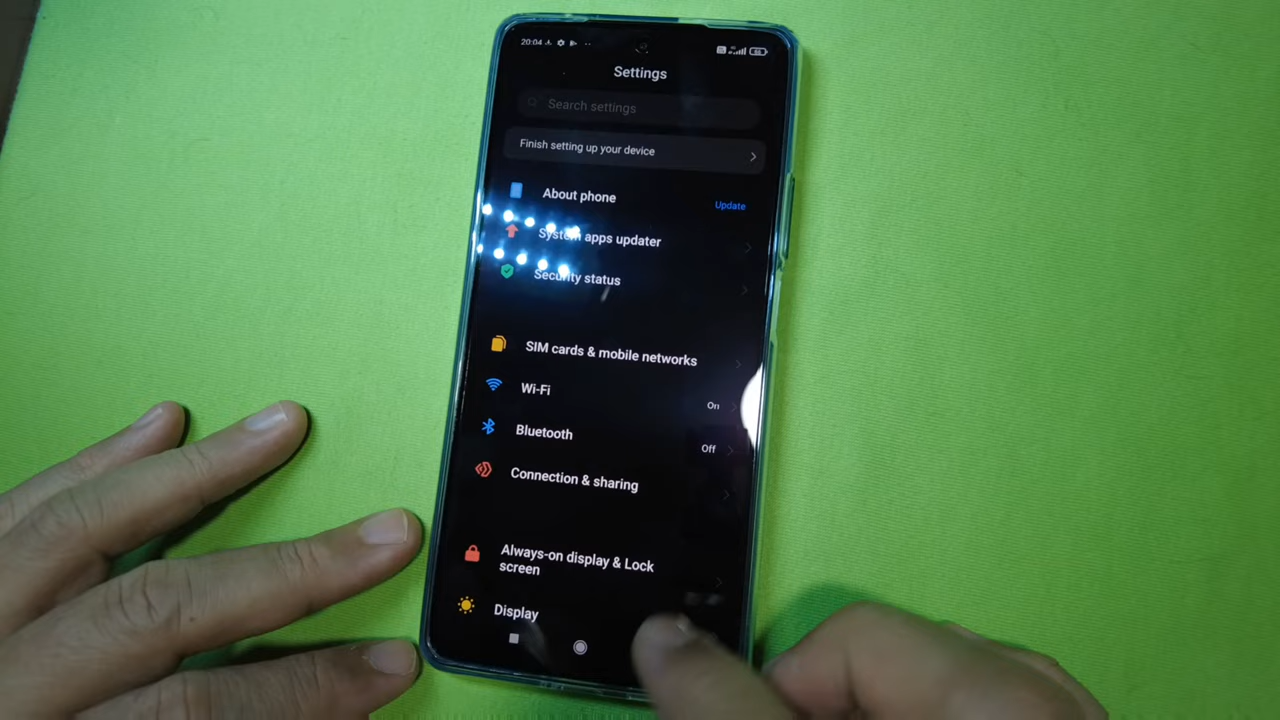 20:04
Settings
Search settings
Finish setting up your device
About phone
Update
System apps updater
Security status
SIM cards & mobile networks
Wi-Fi
On
Bluetooth
Off
Connection & sharing
Always-on display & Lock
screen
Display